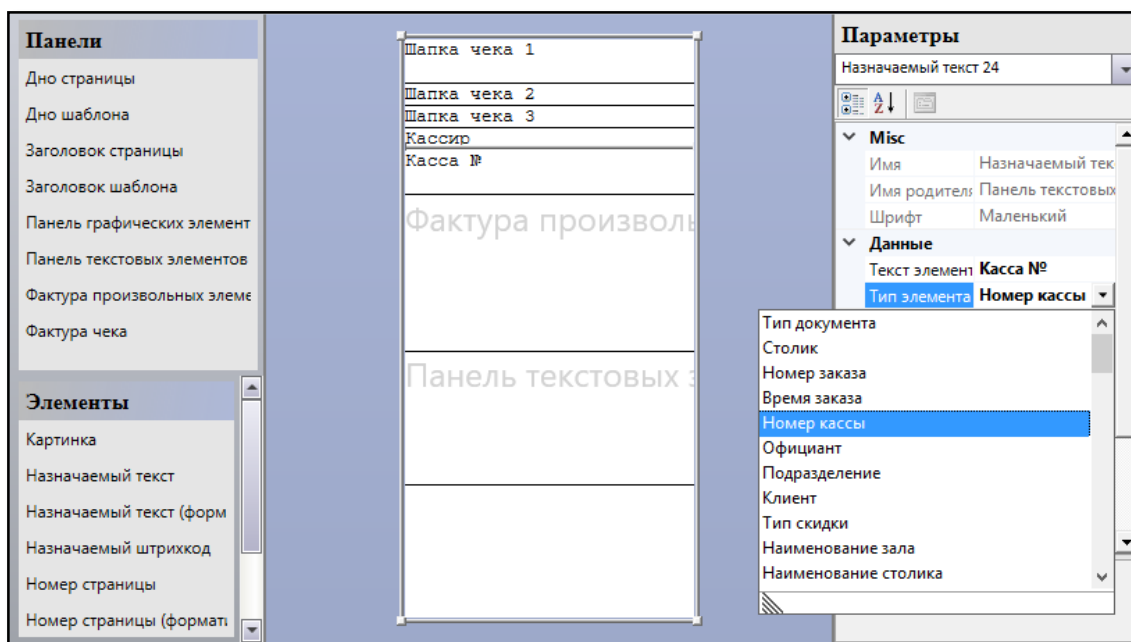 Панели
Дно страницы
Дно шаблона
Заголовок страницы
Заголовок шаблона
Панель графических элемент
Панель текстовых элементов
Фактура произвольных элеме
Фактура чека
Элементы
Картинка
Назначаемый текст
Назначаемый текст (форм
Назначаемый штрихкод
Номер страницы
Номер страницы (формати
Шапка чека 1
Шапка чека 2
Шапка чека 3
Кассир
Касса №
Фактура произволь
Панель текстовых э
Параметры
Назначаемый текст 24
Misc
Имя Назначаемый тек
Имя родителя Панель текстовых
Шрифт Маленький
Данные
Текст элемент Касса №
Тип элемента Номер кассы
Тип документа
Столик
Номер заказа
Время заказа
Номер кассы
Официант
Подразделение
Клиент
Тип скидки
Наименование зала
Наименование столика